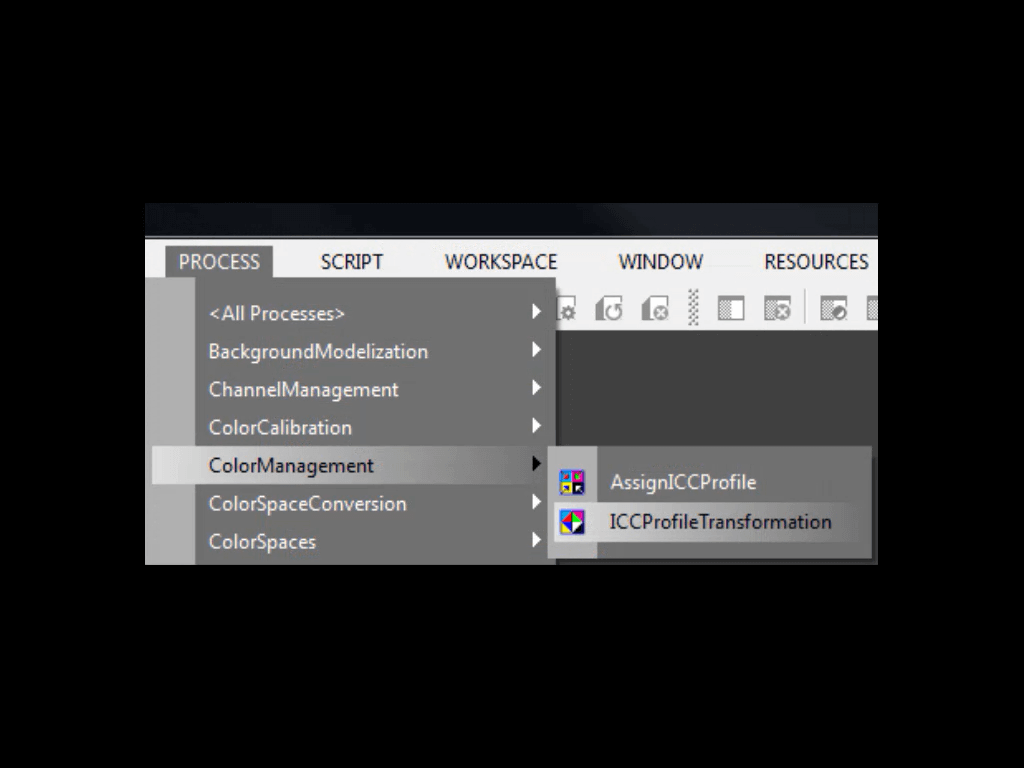 PROCESS SCRIPT WORKSPACE WINDOW RESOURCES
<All Processes>
BackgroundModelization
ChannelManagement
ColorCalibration
ColorManagement
AssignICCProfile
ColorSpaceConversion
ICCProfileTransformation
ColorSpaces